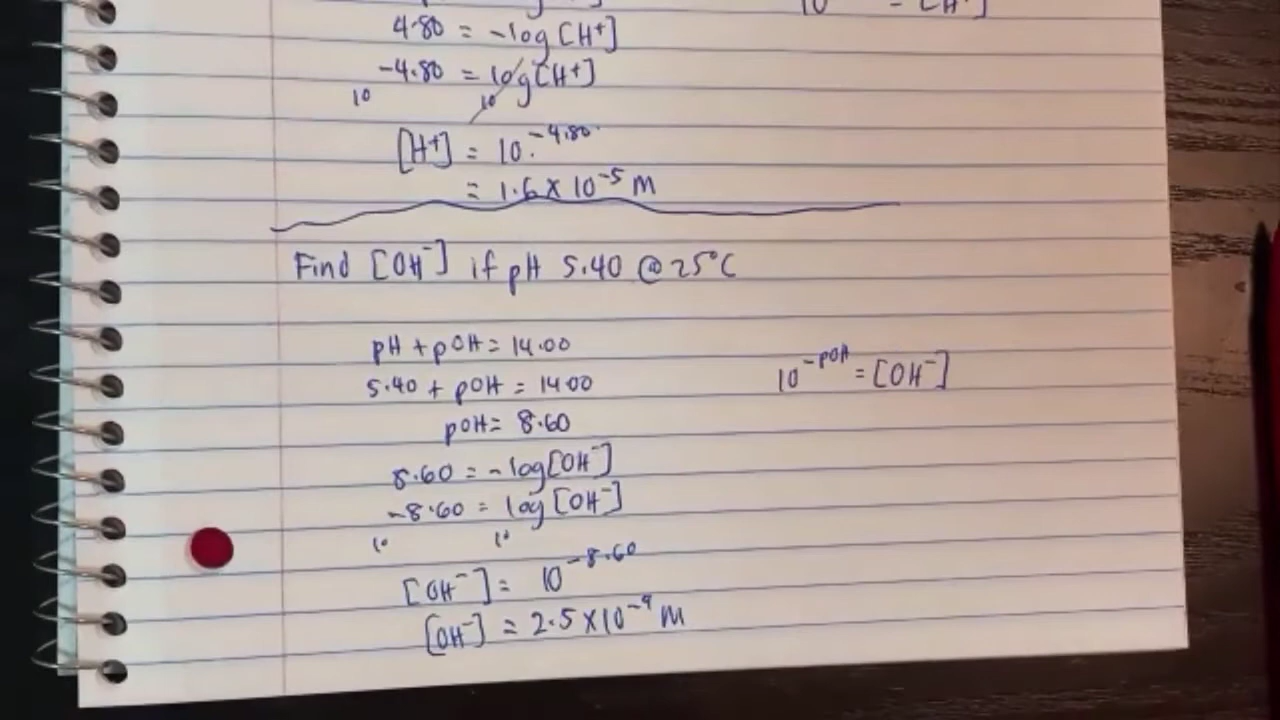 10 = [H+]
4.80 = -log [H+]
-4.80 = log[H+]
10 10
[H+] = 10.-4.80
= 1.6 x 10-5 M
Find [OH-] if pH 5.40 @ 25°C
pH + pOH = 14.00
5.40 + pOH = 14.00
10-pOH = [OH-]
pOH = 8.60
8.60 = -log[OH-]
-8.60 = log [OH-]
10 10
[OH-] = 10-8.60
[OH-] = 2.5 x 10-9 M